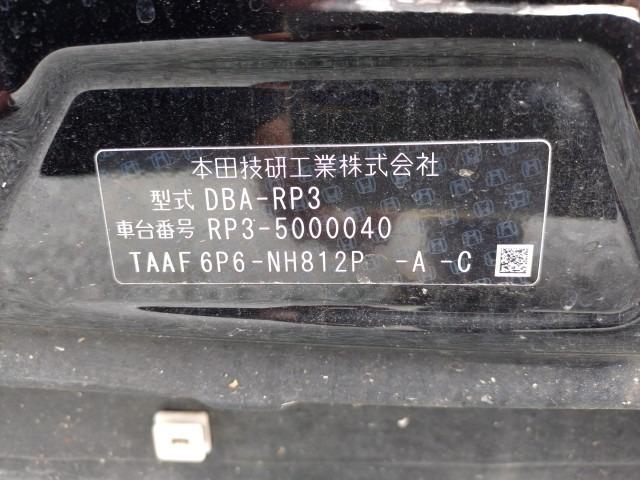 本田技研工業株式会社
型式 DBA-RP3
車台番号 RP3-5000040
TAAF 6P6-NH812P -A -C